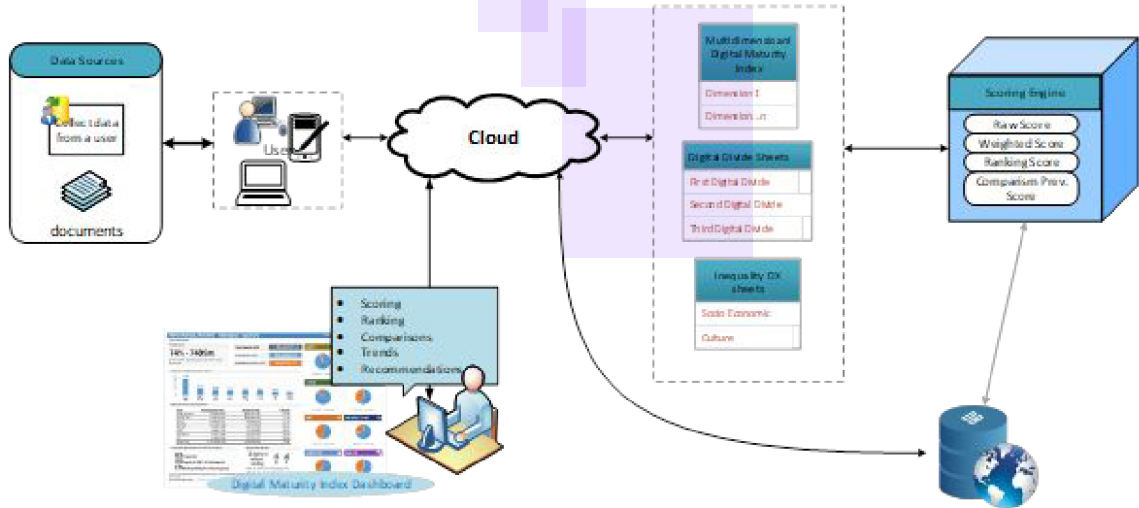 Data Sources
Collect data
from a user
documents
User
Cloud
Multidimensioanl
Digital Maturity
Index
Dimension 1
Dimension...n
Digital Divide Sheets
First Digital Divide
Second Digital Divide
Third Digital Divide
Inequality DX
sheets
Socio Economic
Culture
Scoring Engine
Raw Score
Weighted Score
Ranking Score
Comparism Prev.
Score
• Scoring
• Ranking
• Comparisons
• Trends
• Recommendations
Digital Maturity Index Dashboard